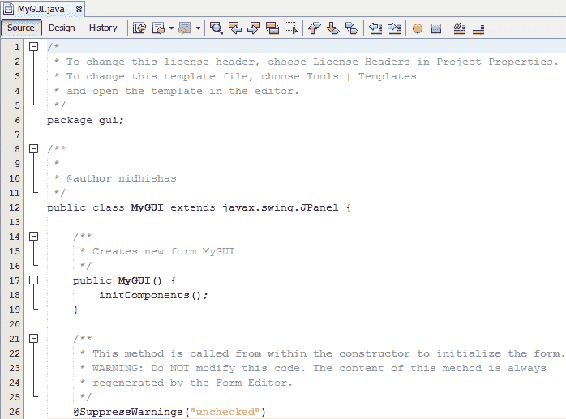 MyGUI.java
Source Design History
1 /*
2 * To change this license header, choose License Headers in Project Properties.
3 * To change this template file, choose Tools | Templates
4 * and open the template in the editor.
5 */
6 package gui;
7
8 /**
9 *
10 * @author nidhishas
11 */
12 public class MyGUI extends javax.swing.JPanel {
13
14 /**
15 * Creates new form MyGUI
16 */
17 public MyGUI() {
18 initComponents();
19 }
20
21 /**
22 * This method is called from within the constructor to initialize the form.
23 * WARNING: Do NOT modify this code. The content of this method is always
24 * regenerated by the Form Editor.
25 */
26 @SuppressWarnings("unchecked")